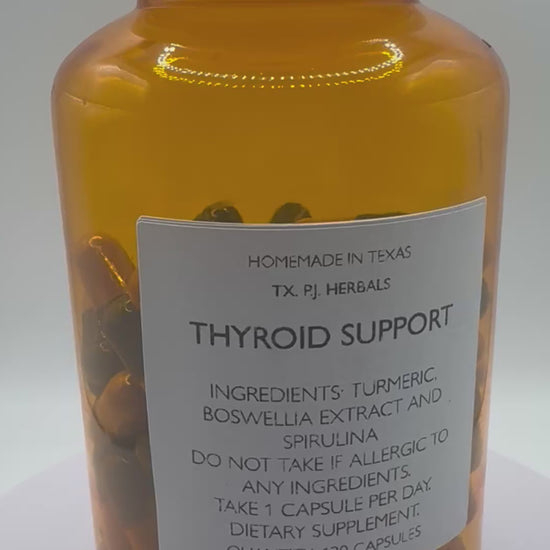 HOMEMADE IN TEXAS
TX. P.J. HERBALS
THYROID SUPPORT
INGREDIENTS: TURMERIC,
BOSWELLIA EXTRACT AND
SPIRULINA
DO NOT TAKE IF ALLERGIC TO
ANY INGREDIENTS.
TAKE 1 CAPSULE PER DAY.
DIETARY SUPPLEMENT.
CAPSULES